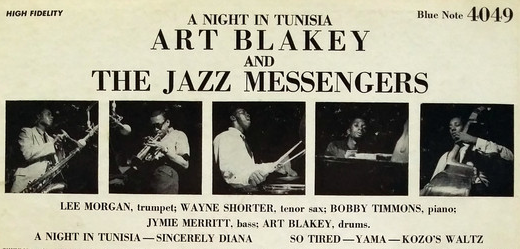 HIGH FIDELITY
A NIGHT IN TUNISIA
Blue Note 4049
ART BLAKEY
AND
THE JAZZ MESSENGERS
LEE MORGAN, trumpet; WAYNE SHORTER, tenor sax; BOBBY TIMMONS, piano;
JYMIE MERRITT, bass; ART BLAKEY, drums.
A NIGHT IN TUNISIA — SINCERELY DIANA SO TIRED — YAMA — KOZO'S WALTZ